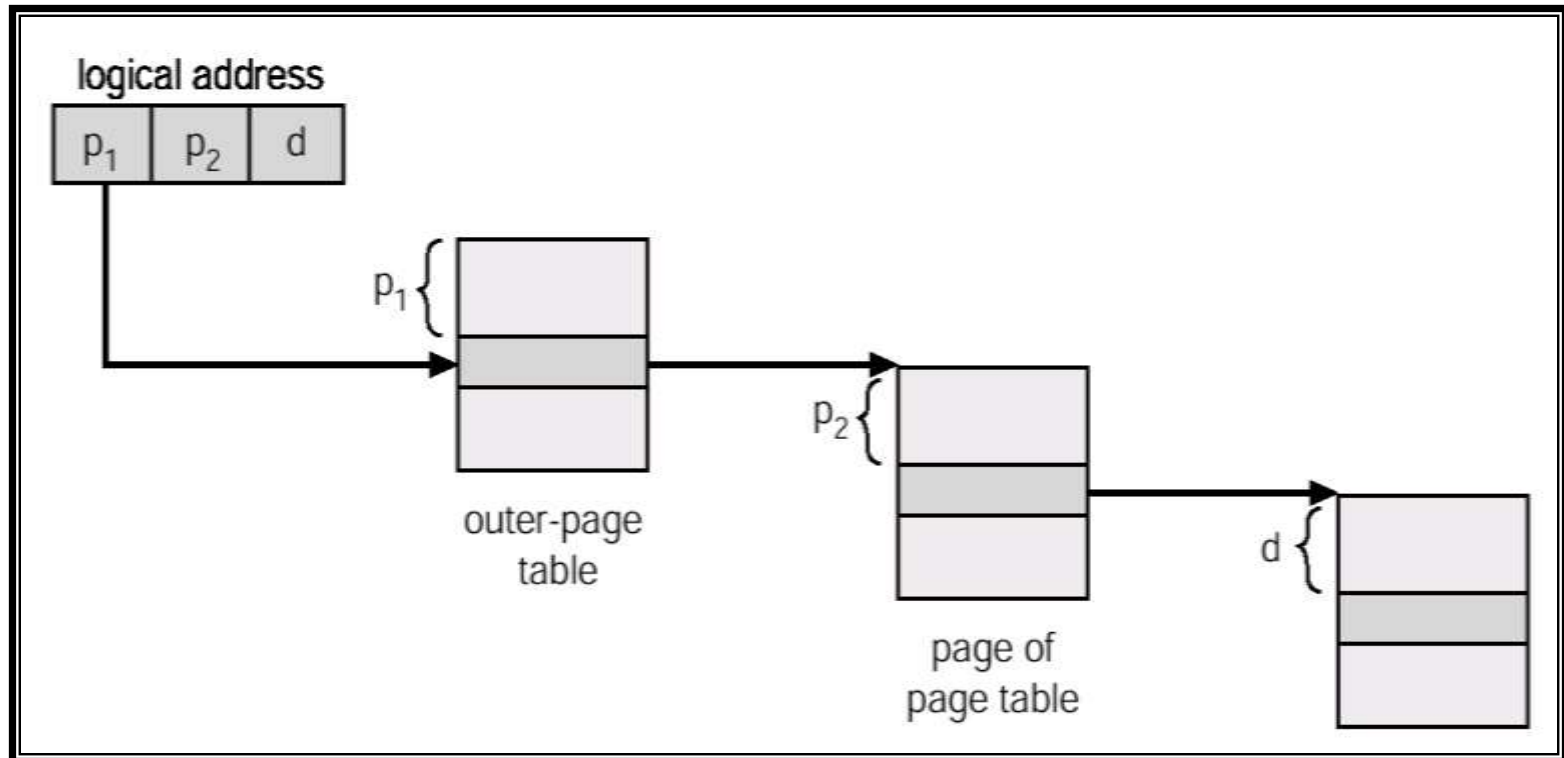 logical address
p₁ p₂ d
p₁
outer-page
table
p₂
page of
page table
d